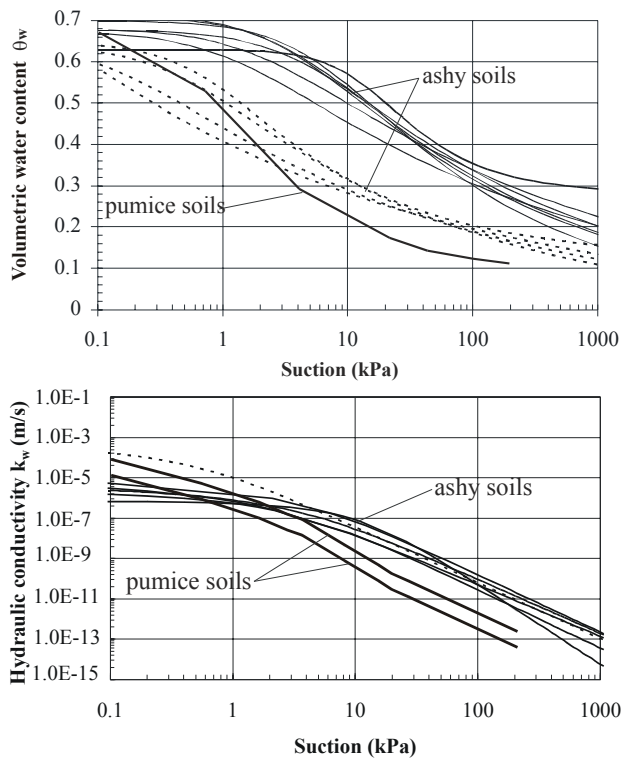 Volumetric water content θw
0.7
0.6
0.5
0.4
0.3
0.2
0.1
0
ashy soils
pumice soils
0.1 1 10 100 1000
Suction (kPa)
Hydraulic conductivity kw (m/s)
1.0E-1
1.0E-3
1.0E-5
1.0E-7
1.0E-9
1.0E-11
1.0E-13
1.0E-15
ashy soils
pumice soils
0.1 1 10 100 1000
Suction (kPa)